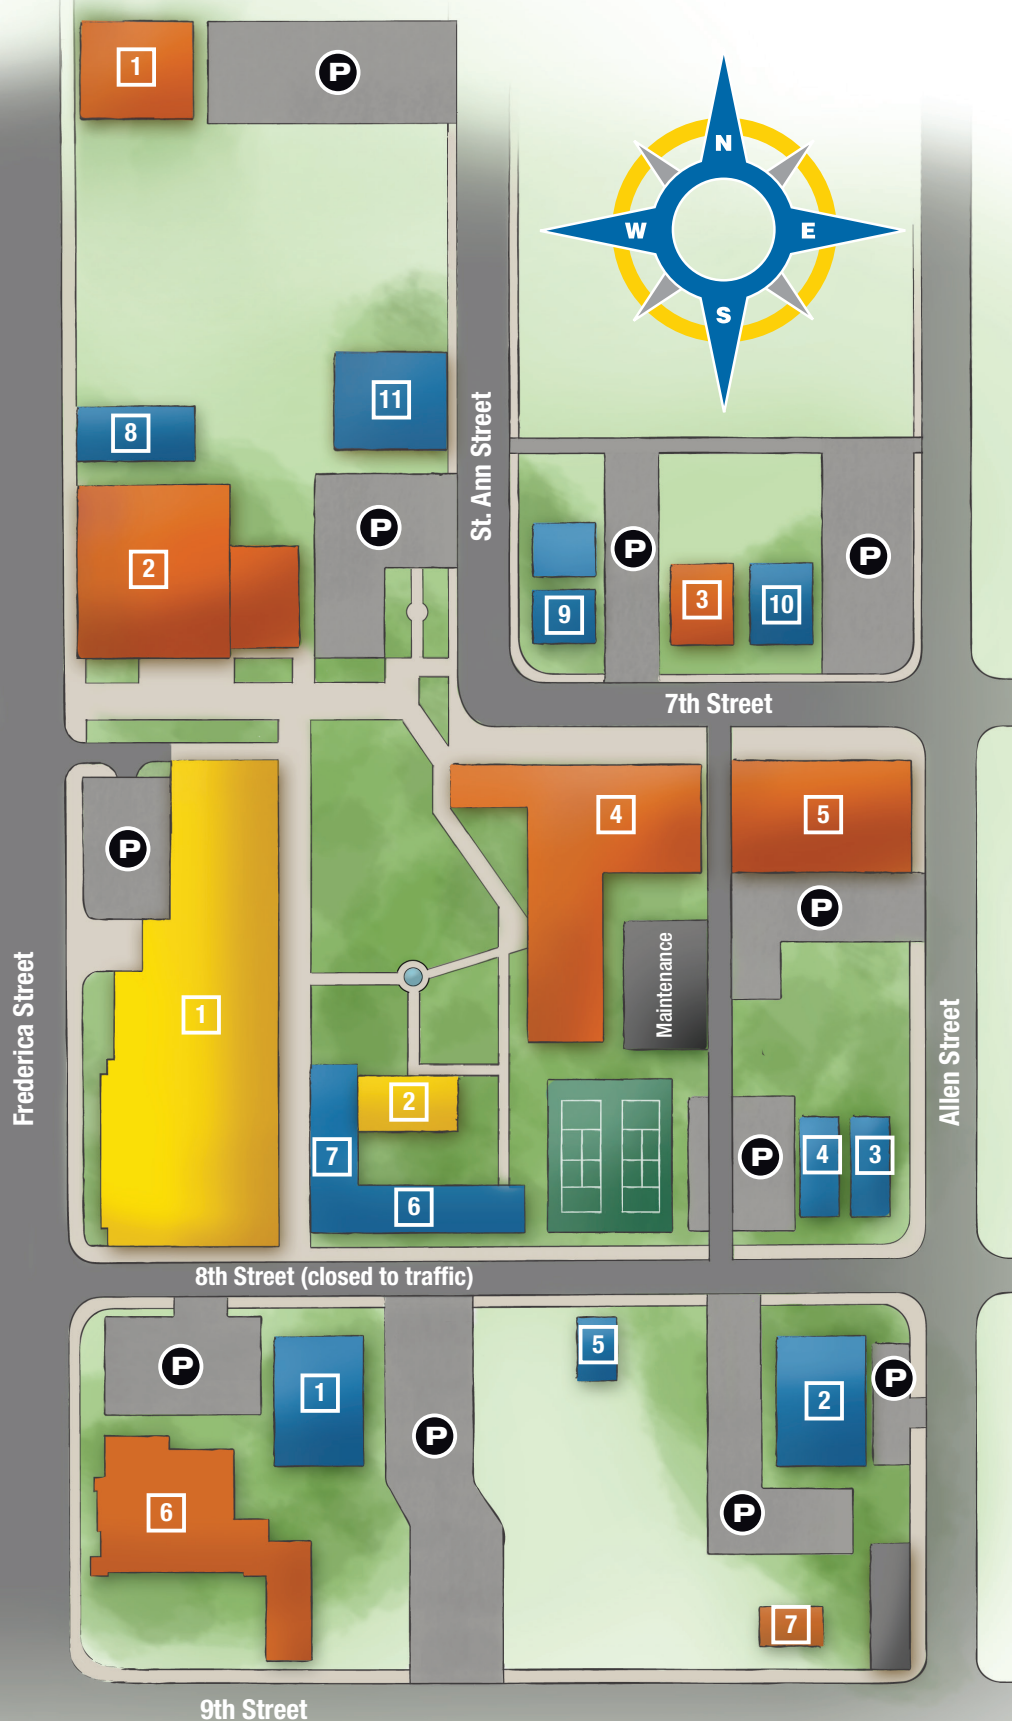 1
P
N
W
E
S
11
8
St. Ann Street
P
2
P
P
3
10
9
7th Street
4
5
P
P
Maintenance
Frederica Street
1
Allen Street
2
7
4
3
P
6
8th Street (closed to traffic)
5
P
P
1
2
P
6
P
7
9th Street